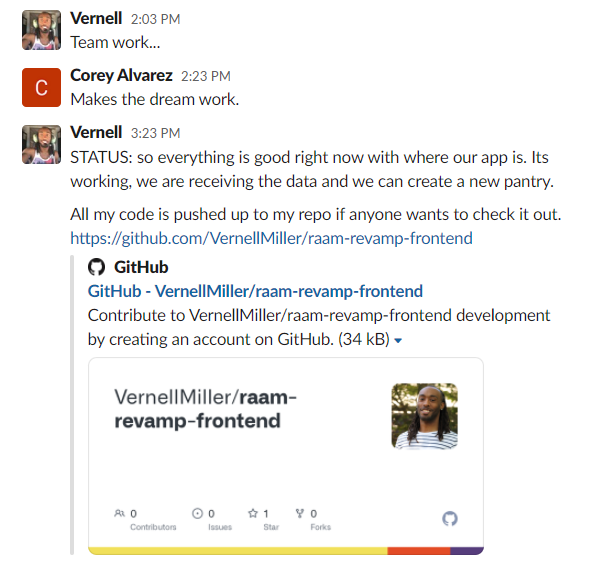 Vernell 2:03 PM
Team work...
C
Corey Alvarez 2:23 PM
Makes the dream work.
Vernell 3:23 PM
STATUS: so everything is good right now with where our app is. Its
working, we are receiving the data and we can create a new pantry.
All my code is pushed up to my repo if anyone wants to check it out.
https://github.com/VernellMiller/raam-revamp-frontend
GitHub
GitHub - VernellMiller/raam-revamp-frontend
Contribute to VernellMiller/raam-revamp-frontend development
by creating an account on GitHub. (34 kB)
VernellMiller/raam-
revamp-frontend
0 0 1 0
Contributors Issues Star Forks